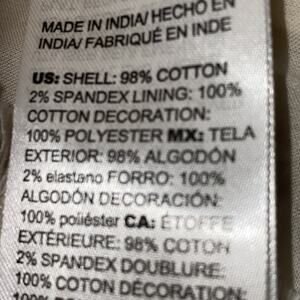 MADE IN INDIA/ HECHO EN
INDIA/ FABRIQUÉ EN INDE
US: SHELL: 98% COTTON
2% SPANDEX LINING: 100%
COTTON DECORATION:
100% POLYESTER MX: TELA
EXTERIOR: 98% ALGODÓN
2% elastano FORRO: 100%
ALGODÓN DECORACIÓN:
100% poliéster CA: ÉTOFFE
EXTÉRIEURE: 98% COTON
2% SPANDEX DOUBLURE:
100% COTON DÉCORATION: